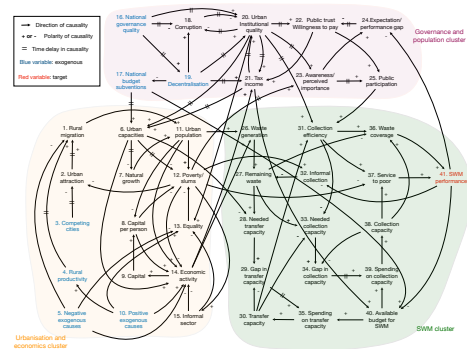 Direction of causality
+ or - Polarity of causality
Time delay in causality
Blue variable: exogenous
Red variable: target
16. National
governance
quality
18.
Corruption
20. Urban
Institutional
quality
22. Public trust
Willingness to pay
24.Expectation/
performance gap
Governance and
population cluster
17. National
budget
subventions
19.
Decentralisation
21. Tax
income
23. Awareness/
perceived
importance
25. Public
participation
1. Rural
migration
6. Urban
capacities
11. Urban
population
26. Waste
generation
31. Collection
efficiency
36. Waste
coverage
2. Urban
attraction
7. Natural
growth
12. Poverty/
slums
27. Remaining
waste
32. Informal
collection
37. Service
to poor
41. SWM
performance
3. Competing
cities
8. Capital
per person
13. Equality
28. Needed
transfer
capacity
33. Needed
collection
capacity
38. Collection
capacity
4. Rural
productivity
9. Capital
14. Economic
activity
29. Gap in
transfer
capacity
34. Gap in
collection
capacity
39. Spending
on collection
capacity
5. Negative
exogenous
causes
10. Positive
exogenous
causes
15. Informal
sector
30. Transfer
capacity
35. Spending
on transfer
capacity
40. Available
budget for
SWM
Urbanisation and
economics cluster
SWM cluster